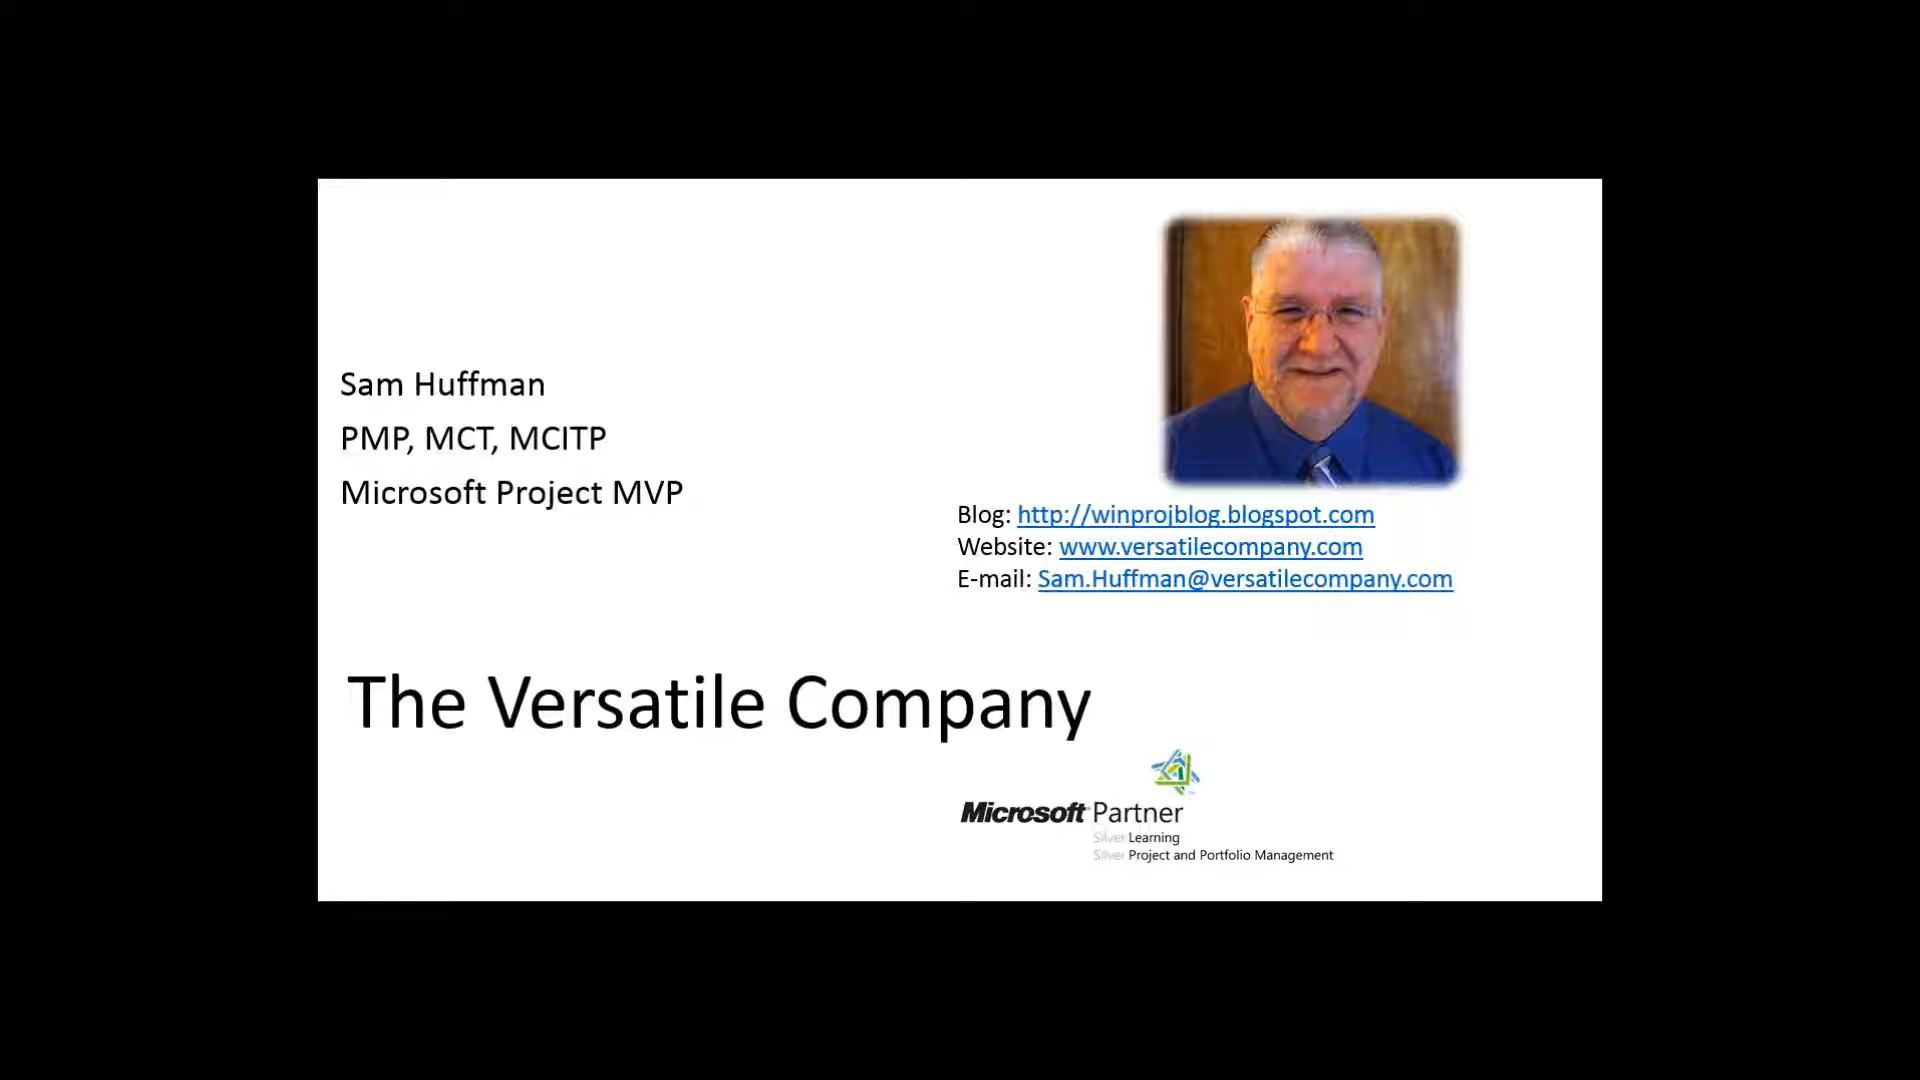 Sam Huffman
PMP, MCT, MCITP
Microsoft Project MVP
Blog: http://winprojblog.blogspot.com
Website: www.versatilecompany.com
E-mail: Sam.Huffman@versatilecompany.com
The Versatile Company
Microsoft Partner
Silver Learning
Silver Project and Portfolio Management